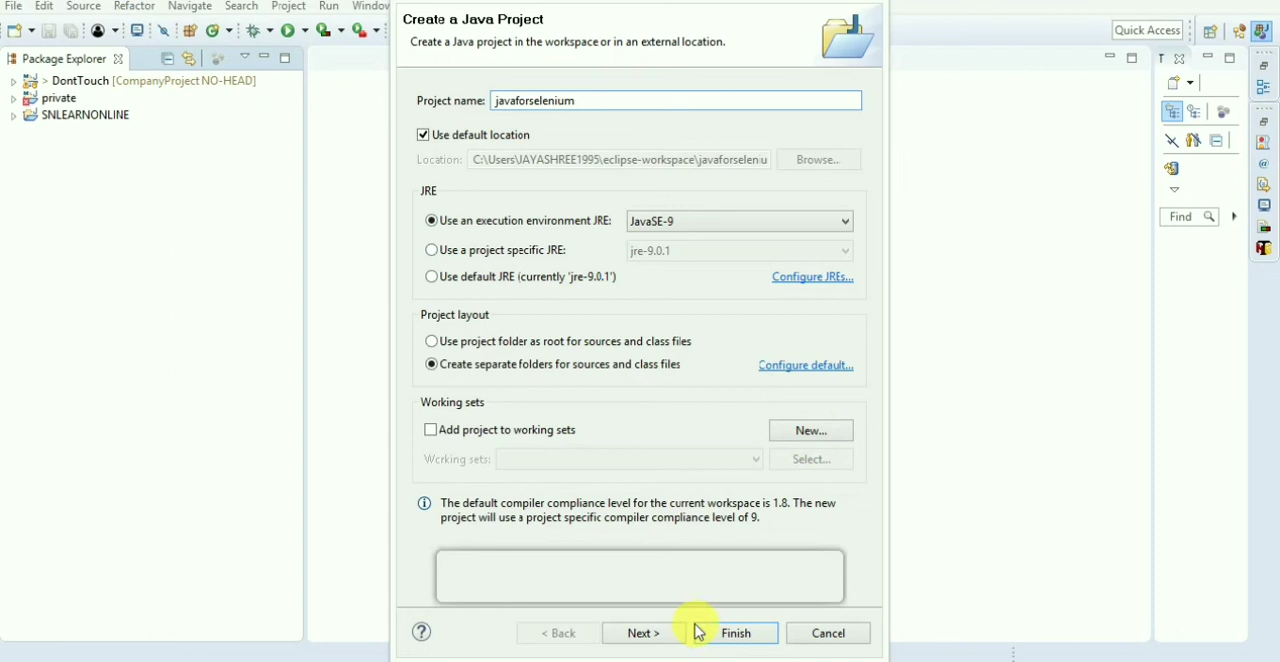 File Edit Source Refactor Navigate Search Project Run Window
Create a Java Project
Create a Java project in the workspace or in an external location.
Quick Access
Package Explorer
> DontTouch [CompanyProject NO-HEAD]
private
SNLEARNONLINE
T
Project name: javaforselenium
Use default location
Location: C:\Users\JAYASHREE1995\eclipse-workspace\javaforseleniu Browse...
JRE
Use an execution environment JRE: JavaSE-9
Use a project specific JRE: jre-9.0.1
Use default JRE (currently 'jre-9.0.1') Configure JREs...
Find
Project layout
Use project folder as root for sources and class files
Create separate folders for sources and class files Configure default...
Working sets
Add project to working sets New...
Working sets: Select...
The default compiler compliance level for the current workspace is 1.8. The new
project will use a project specific compiler compliance level of 9.
< Back Next > Finish Cancel